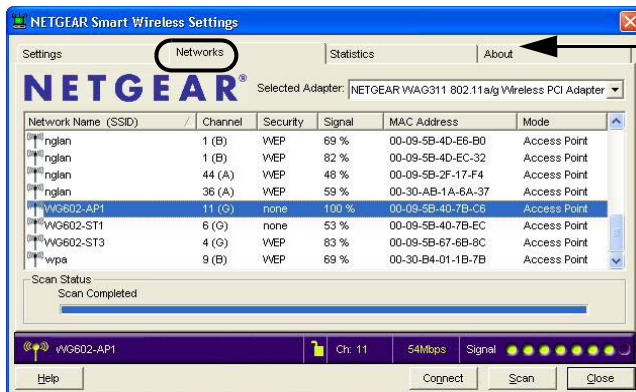 NETGEAR Smart Wireless Settings
Settings Networks Statistics About
NETGEAR® Selected Adapter: NETGEAR WAG311 802.11a/g Wireless PCI Adapter
Network Name (SSID) Channel Security Signal MAC Address Mode
nglan 1 (B) WEP 69 % 00-09-5B-4D-E6-B0 Access Point
nglan 1 (B) WEP 82 % 00-09-5B-4D-EC-32 Access Point
nglan 44 (A) WEP 48 % 00-09-5B-2F-17-F4 Access Point
nglan 36 (A) WEP 59 % 00-30-AB-1A-6A-37 Access Point
WG602-AP1 11 (G) none 100 % 00-09-5B-40-7B-C6 Access Point
WG602-ST1 6 (G) none 53 % 00-09-5B-40-7B-EC Access Point
WG602-ST3 4 (G) WEP 83 % 00-09-5B-67-6B-8C Access Point
wpa 9 (B) WEP 69 % 00-30-B4-01-1B-7B Access Point
Scan Status
Scan Completed
WG602-AP1 Ch: 11 54Mbps Signal
Help Connect Scan Close